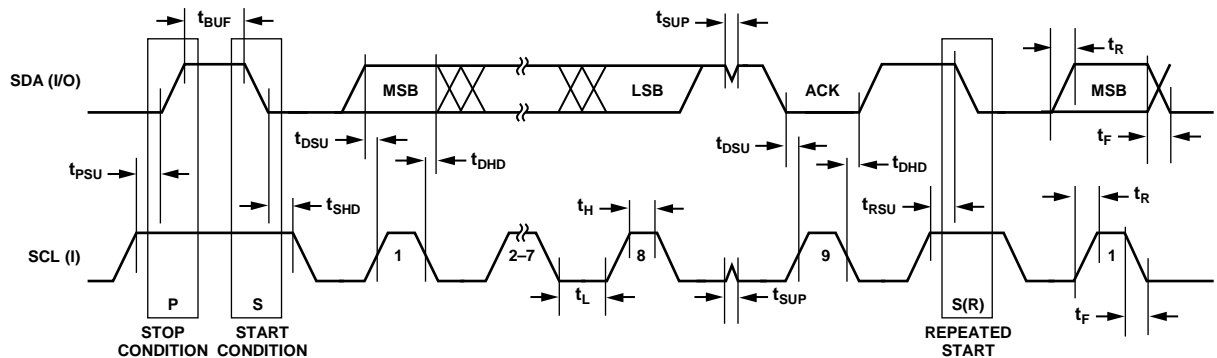 tBUF
tSUP
tR
SDA (I/O)
MSB
LSB
ACK
MSB
tDSU
tDHD
tDSU
tDHD
tF
tPSU
tSHD
tH
tRSU
tR
SCL (I)
1
2–7
8
9
1
P
S
tL
tSUP
S(R)
tF
STOP
CONDITION
START
CONDITION
REPEATED
START